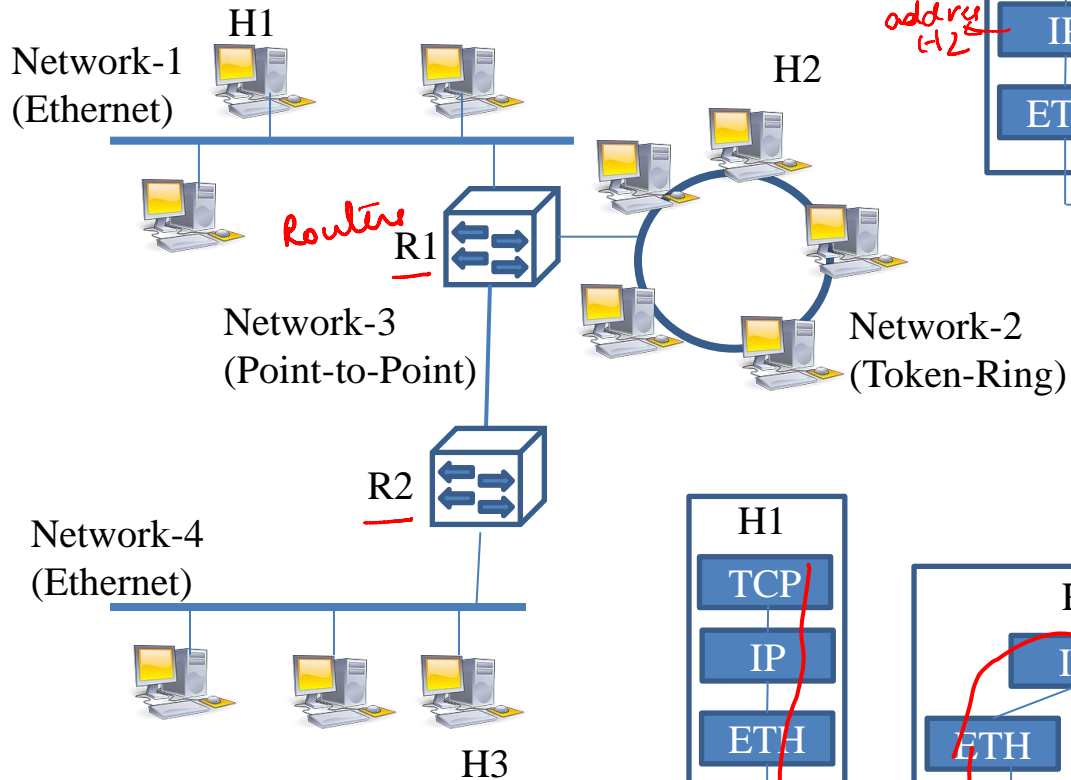 H1
Network-1
(Ethernet)
H2
R1
Network-3
(Point-to-Point)
Network-2
(Token-Ring)
R2
Network-4
(Ethernet)
H3
H1
TCP
IP
ETH
ETH